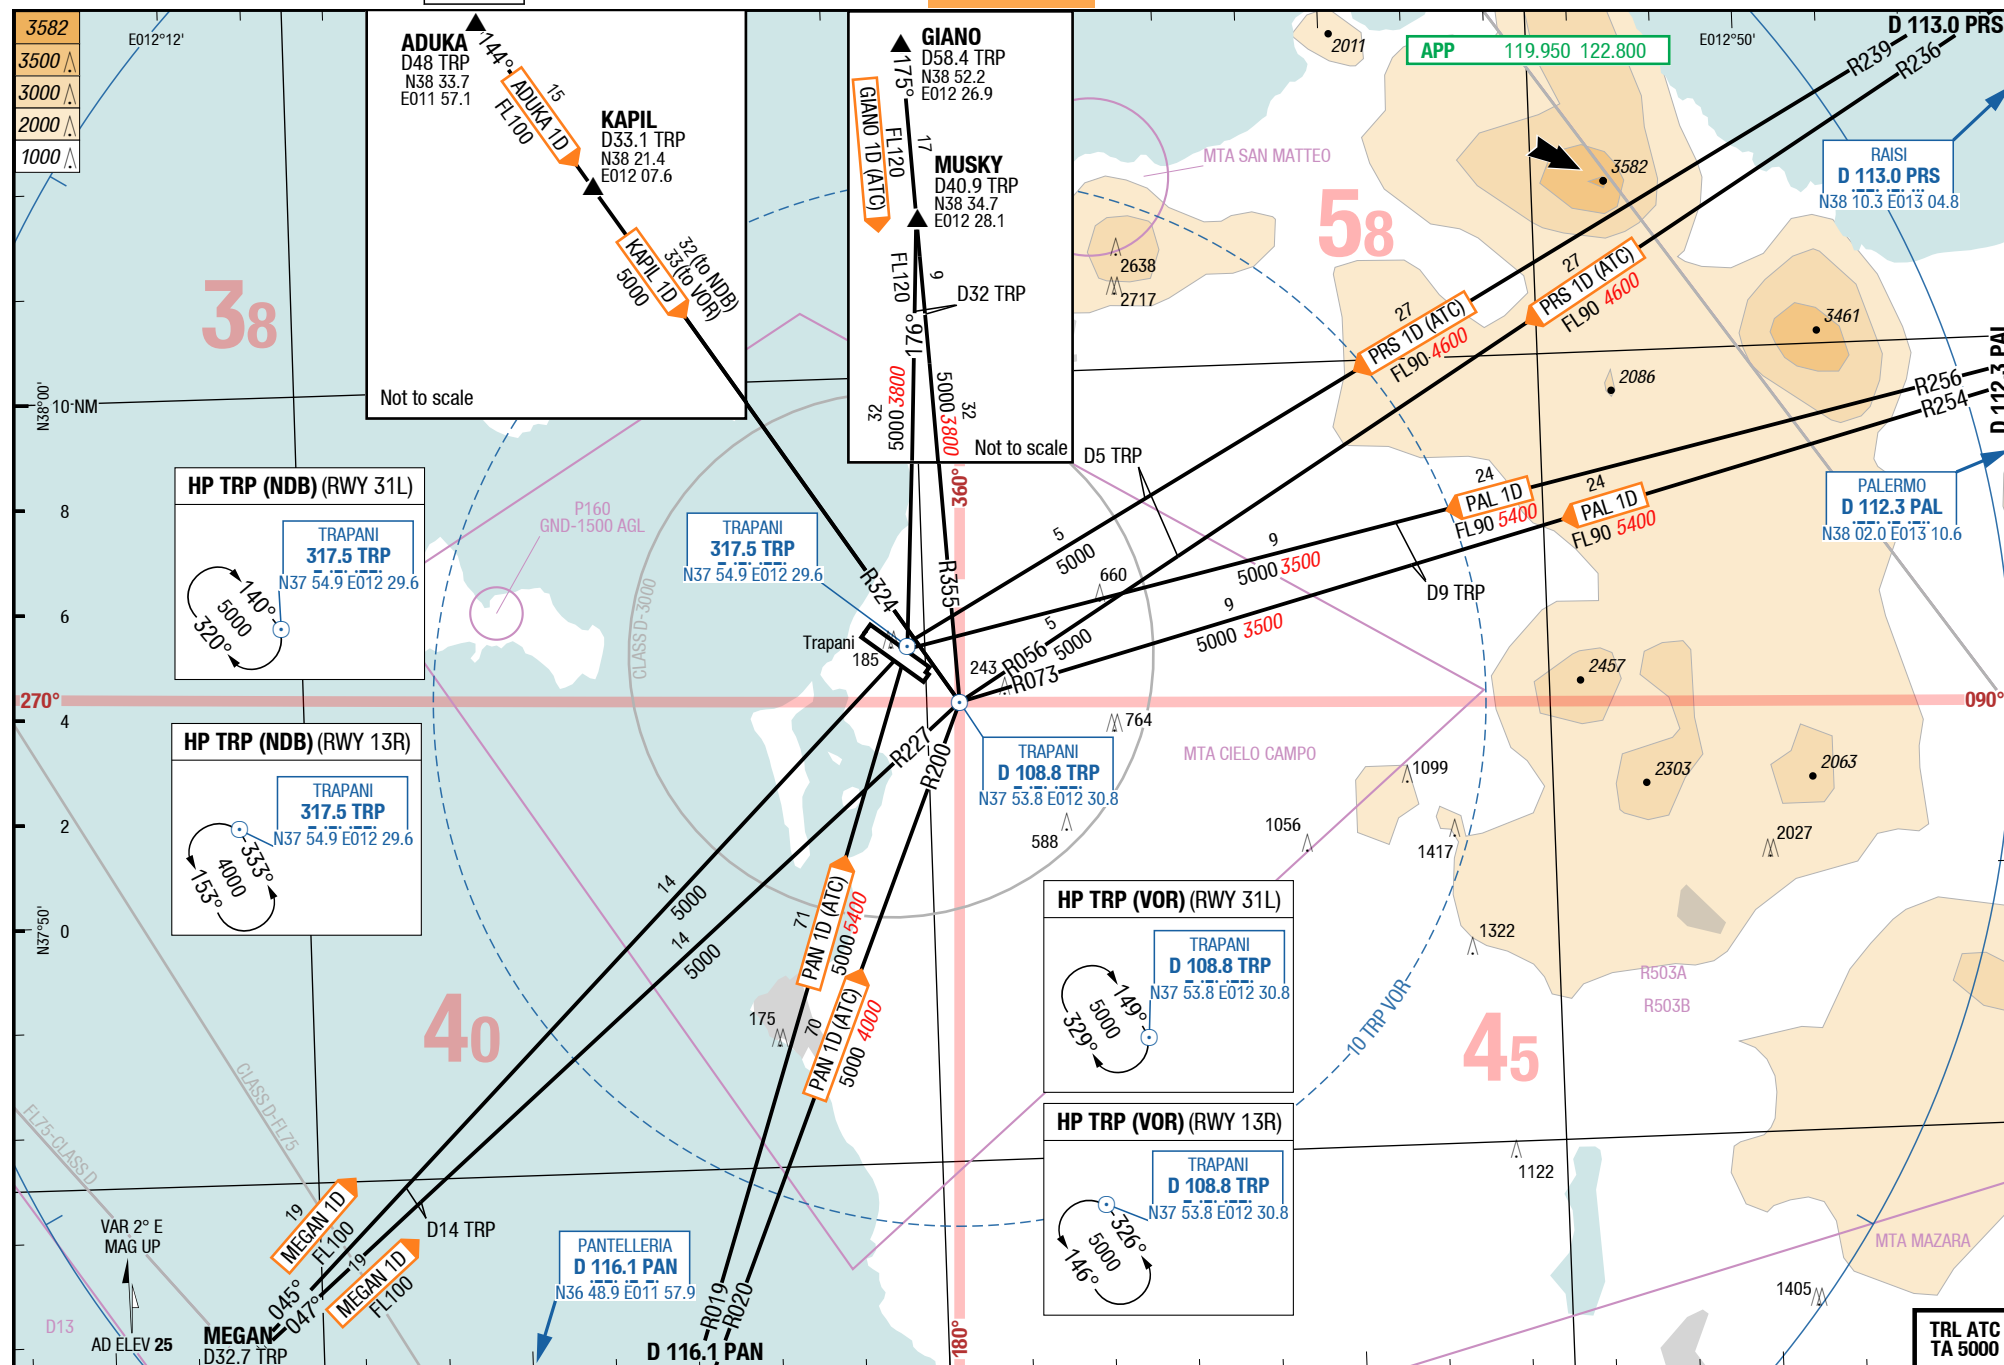 3582
3500
3000
2000
1000
E012°12'
ADUKA
D48 TRP
N38 33.7
E011 57.1
144°
15
ADUKA 1D
FL100
KAPIL
D33.1 TRP
N38 21.4
E012 07.6
KAPIL 1D
5000
32 (to NDB)
33 (to VOR)
Not to scale
GIANO
D58.4 TRP
N38 52.2
E012 26.9
175°
GIANO 1D (ATC)
FL120
17
MUSKY
D40.9 TRP
N38 34.7
E012 28.1
FL120
9
D32 TRP
176°
32
5000 3800
5000 3800
32
Not to scale
2011
APP 119.950 122.800
E012°50'
D 113.0 PRS
R239
R236
MTA SAN MATTEO
3582
RAISI
D 113.0 PRS
N38 10.3 E013 04.8
58
38
2638
2717
27
PRS 1D (ATC)
FL90 4600
27
PRS 1D (ATC)
FL90 4600
3461
2086
R256
R254
D 112.3 PAL
N38°00'
10 NM
8
6
4
2
0
N37°50'
HP TRP (NDB) (RWY 31L)
TRAPANI
317.5 TRP
N37 54.9 E012 29.6
140°
5000
320°
P160
GND-1500 AGL
TRAPANI
317.5 TRP
N37 54.9 E012 29.6
360°
D5 TRP
24
PAL 1D
FL90 5400
24
PAL 1D
FL90 5400
PALERMO
D 112.3 PAL
N38 02.0 E013 10.6
5
5000
9
5000 3500
D9 TRP
9
5000 3500
660
CLASS D-3000
R324
R355
Trapani
185
243
R056
5
5000
R073
2457
270°
090°
HP TRP (NDB) (RWY 13R)
TRAPANI
317.5 TRP
N37 54.9 E012 29.6
333°
4000
153°
R227
R200
TRAPANI
D 108.8 TRP
N37 53.8 E012 30.8
764
MTA CIELO CAMPO
1099
2303
2063
588
1056
1417
2027
14
5000
14
5000
71
PAN 1D (ATC)
5000 5400
70
PAN 1D (ATC)
5000 4000
175
HP TRP (VOR) (RWY 31L)
TRAPANI
D 108.8 TRP
N37 53.8 E012 30.8
149°
5000
329°
1322
R503A
R503B
10 TRP VOR
40
45
CLASS D-FL75
FL75-CLASS D
HP TRP (VOR) (RWY 13R)
TRAPANI
D 108.8 TRP
N37 53.8 E012 30.8
326°
5000
146°
1122
19
MEGAN 1D
FL100
D14 TRP
19
MEGAN 1D
FL100
045°
047°
VAR 2° E
MAG UP
AD ELEV 25
D13
MEGAN
D32.7 TRP
PANTELLERIA
D 116.1 PAN
N36 48.9 E011 57.9
R019
R020
D 116.1 PAN
180°
MTA MAZARA
1405
TRL ATC
TA 5000